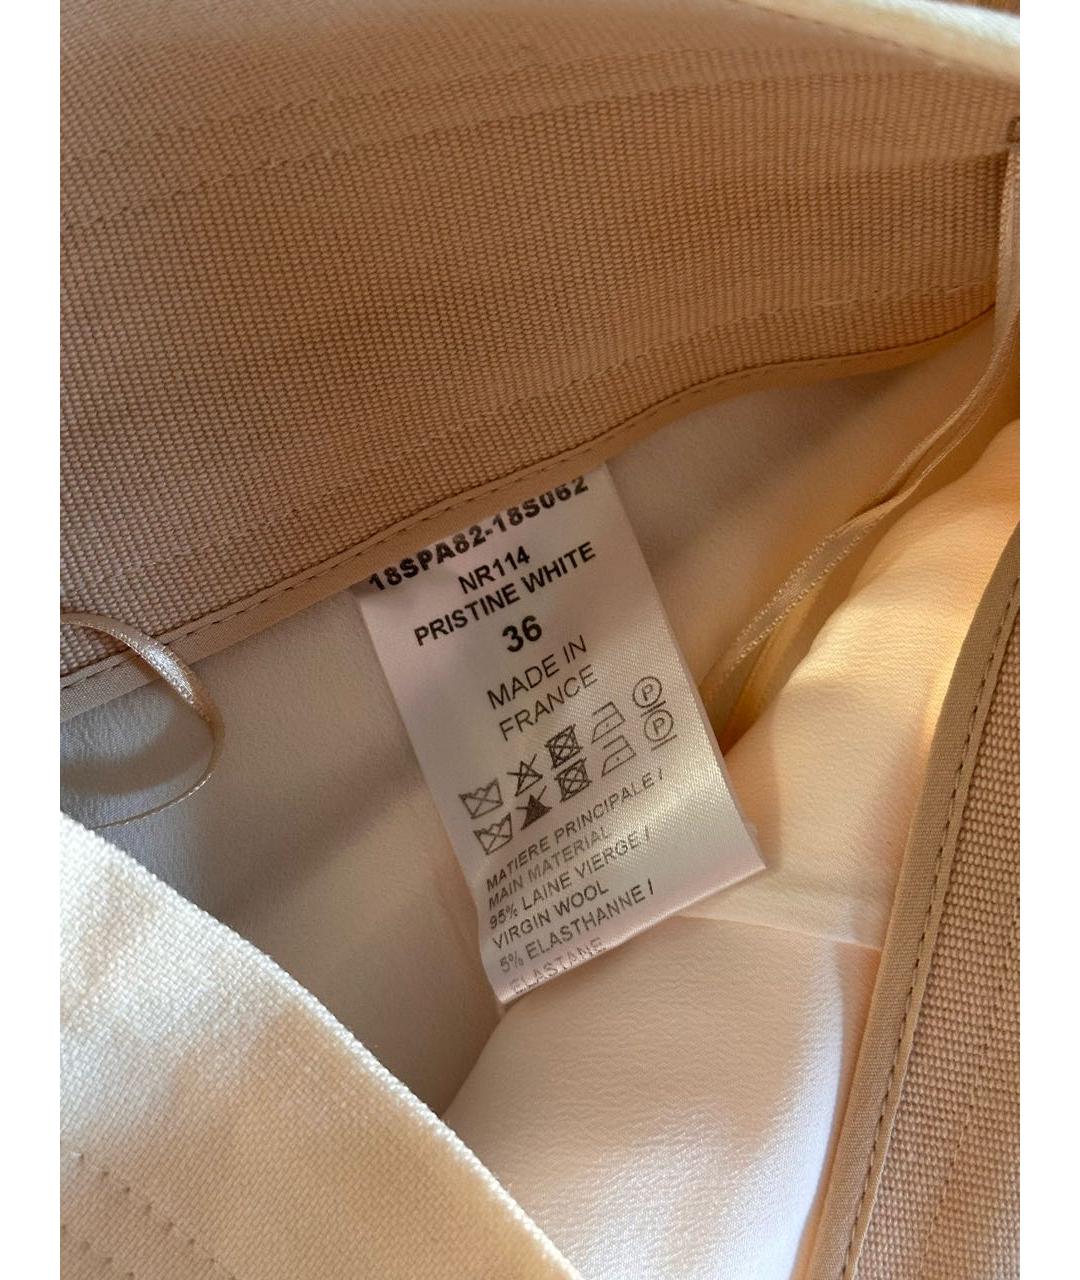 18SPA82-18S062
NR114
PRISTINE WHITE
36
MADE IN
FRANCE
P
P
MATIERE PRINCIPALE /
MAIN MATERIAL
95% LAINE VIERGE /
VIRGIN WOOL
5% ELASTHANNE /
ELASTANE